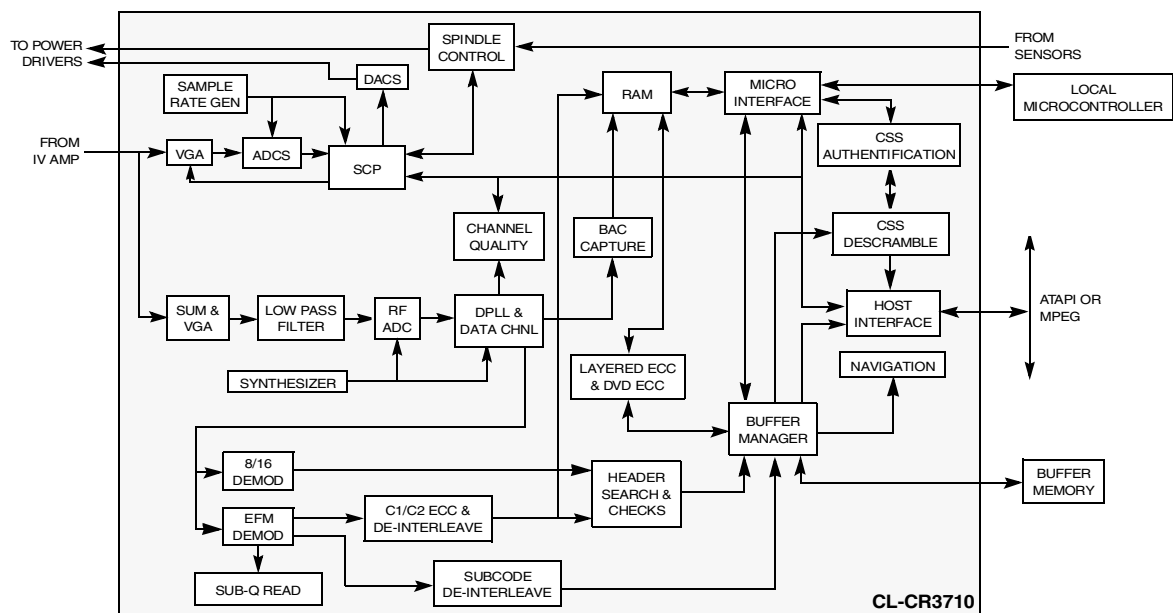 TO POWER
DRIVERS
SPINDLE
CONTROL
FROM
SENSORS
SAMPLE
RATE GEN
DACS
RAM
MICRO
INTERFACE
LOCAL
MICROCONTROLLER
FROM
IV AMP
VGA
ADCS
SCP
CSS
AUTHENTIFICATION
CHANNEL
QUALITY
BAC
CAPTURE
CSS
DESCRAMBLE
SUM &
VGA
LOW PASS
FILTER
RF
ADC
DPLL &
DATA CHNL
HOST
INTERFACE
ATAPI OR
MPEG
SYNTHESIZER
LAYERED ECC
& DVD ECC
NAVIGATION
BUFFER
MANAGER
8/16
DEMOD
HEADER
SEARCH &
CHECKS
BUFFER
MEMORY
EFM
DEMOD
C1/C2 ECC &
DE-INTERLEAVE
SUB-Q READ
SUBCODE
DE-INTERLEAVE
CL-CR3710